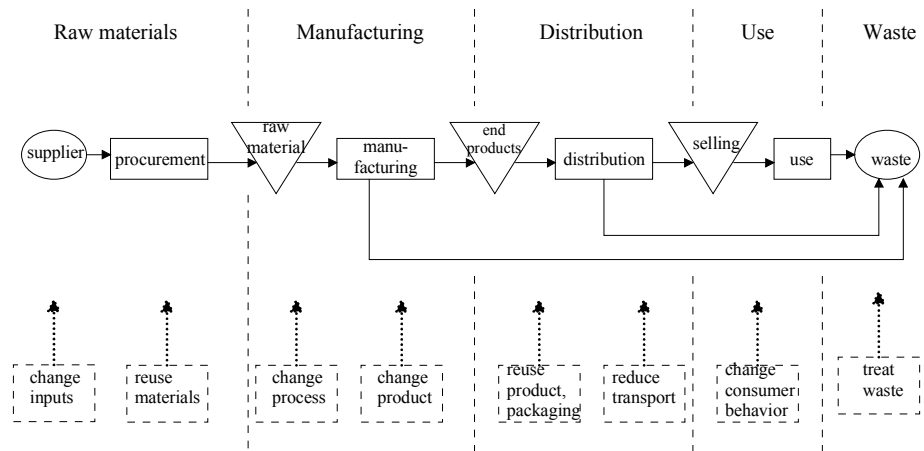 Raw materials
Manufacturing
Distribution
Use
Waste
supplier
procurement
raw
material
manu-
facturing
end
products
distribution
selling
use
waste
change
inputs
reuse
materials
change
process
change
product
reuse
product,
packaging
reduce
transport
change
consumer
behavior
treat
waste